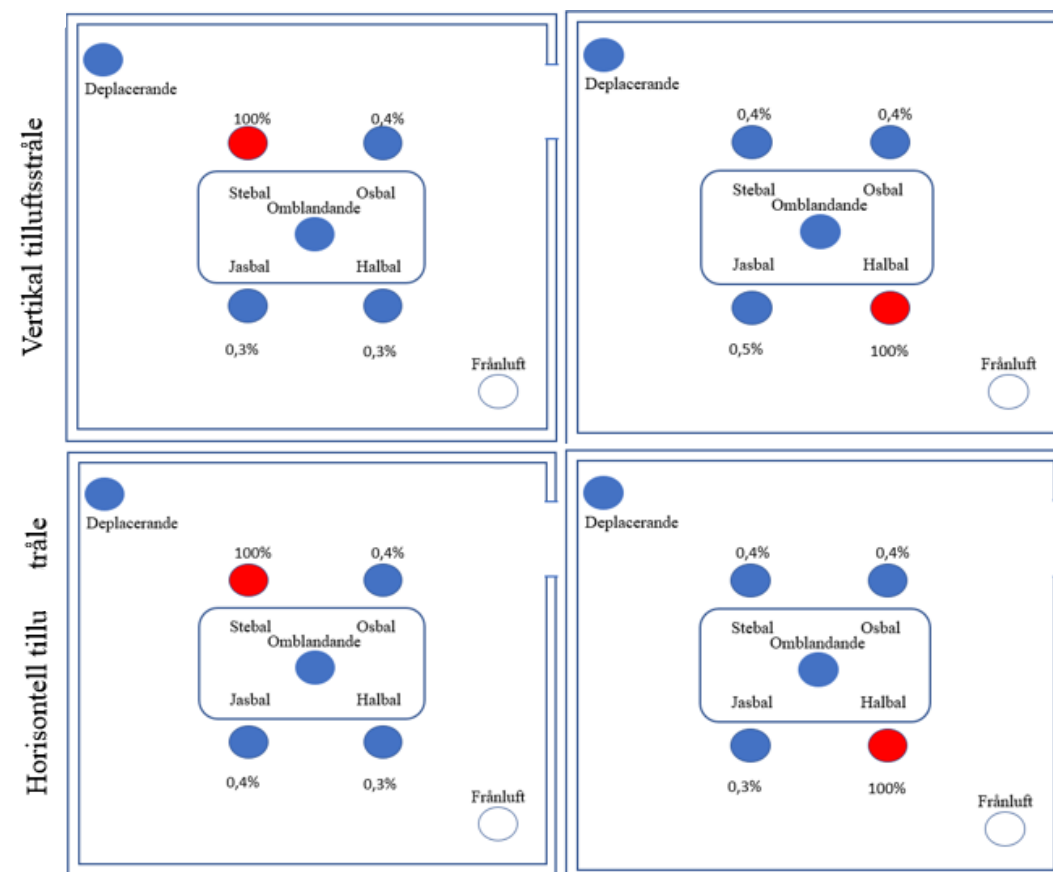 Vertikal tilluftsstråle
Deplacerande
100%
0,4%
Stebal
Osbal
Omblandande
Jasbal
Halbal
0,3%
0,3%
Frånluft
Deplacerande
0,4%
0,4%
Stebal
Osbal
Omblandande
Jasbal
Halbal
0,5%
100%
Frånluft
Horisontell tillu tråle
Deplacerande
100%
0,4%
Stebal
Osbal
Omblandande
Jasbal
Halbal
0,4%
0,3%
Frånluft
Deplacerande
0,4%
0,4%
Stebal
Osbal
Omblandande
Jasbal
Halbal
0,3%
100%
Frånluft